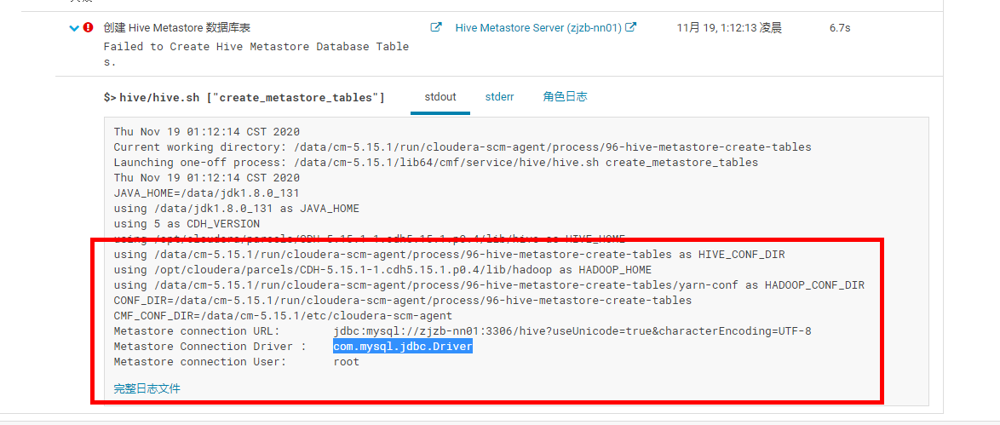 创建 Hive Metastore 数据库表
Failed to Create Hive Metastore Database Table
s.
Hive Metastore Server (zjzb-nn01)
11月 19, 1:12:13 凌晨
6.7s
$> hive/hive.sh ["create_metastore_tables"]
stdout
stderr
角色日志
Thu Nov 19 01:12:14 CST 2020
Current working directory: /data/cm-5.15.1/run/cloudera-scm-agent/process/96-hive-metastore-create-tables
Launching one-off process: /data/cm-5.15.1/lib64/cmf/service/hive/hive.sh create_metastore_tables
Thu Nov 19 01:12:14 CST 2020
JAVA_HOME=/data/jdk1.8.0_131
using /data/jdk1.8.0_131 as JAVA_HOME
using 5 as CDH_VERSION
using /opt/cloudera/parcels/CDH-5.15.1-1.cdh5.15.1.p0.4/lib/hive as HIVE_HOME
using /data/cm-5.15.1/run/cloudera-scm-agent/process/96-hive-metastore-create-tables as HIVE_CONF_DIR
using /opt/cloudera/parcels/CDH-5.15.1-1.cdh5.15.1.p0.4/lib/hadoop as HADOOP_HOME
using /data/cm-5.15.1/run/cloudera-scm-agent/process/96-hive-metastore-create-tables/yarn-conf as HADOOP_CONF_DIR
CONF_DIR=/data/cm-5.15.1/run/cloudera-scm-agent/process/96-hive-metastore-create-tables
CMF_CONF_DIR=/data/cm-5.15.1/etc/cloudera-scm-agent
Metastore connection URL: jdbc:mysql://zjzb-nn01:3306/hive?useUnicode=true&characterEncoding=UTF-8
Metastore Connection Driver : com.mysql.jdbc.Driver
Metastore connection User: root
完整日志文件